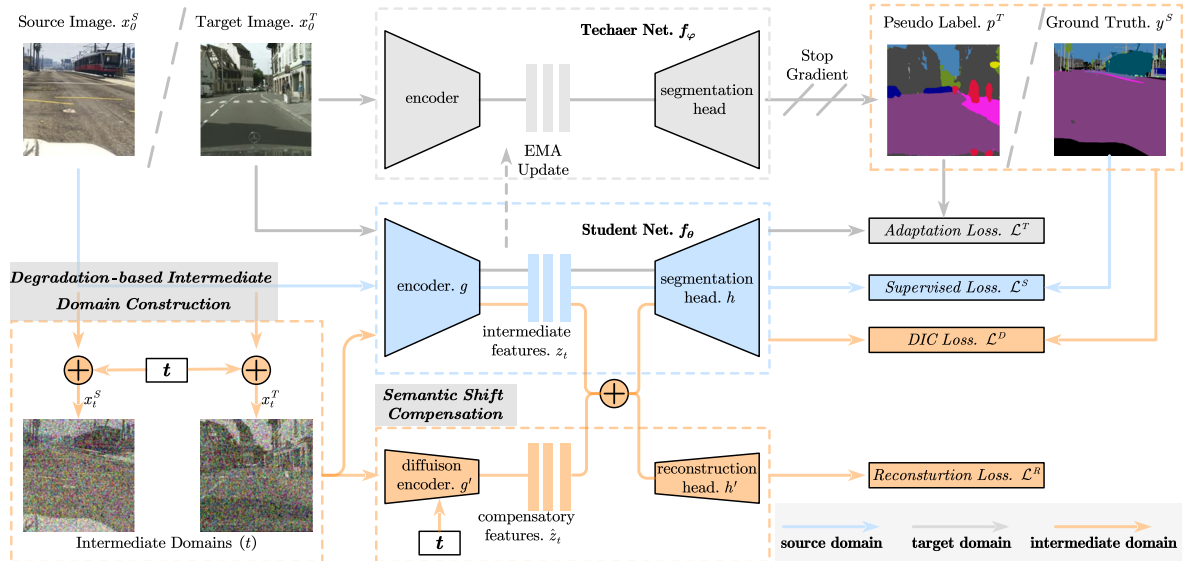 Source Image. x_0^S
Target Image. x_0^T
Techaer Net. f_φ
encoder
segmentation
head
EMA
Update
Stop
Gradient
Pseudo Label. p^T
Ground Truth. y^S
Student Net. f_θ
encoder. g
intermediate
features. z_t
segmentation
head. h
Adaptation Loss. ℒ^T
Supervised Loss. ℒ^S
DIC Loss. ℒ^D
Degradation-based Intermediate
Domain Construction
t
x_t^S
x_t^T
Intermediate Domains (t)
Semantic Shift
Compensation
diffuison
encoder. g′
t
compensatory
features. ẑ_t
reconstruction
head. h′
Reconsturtion Loss. ℒ^R
source domain
target domain
intermediate domain